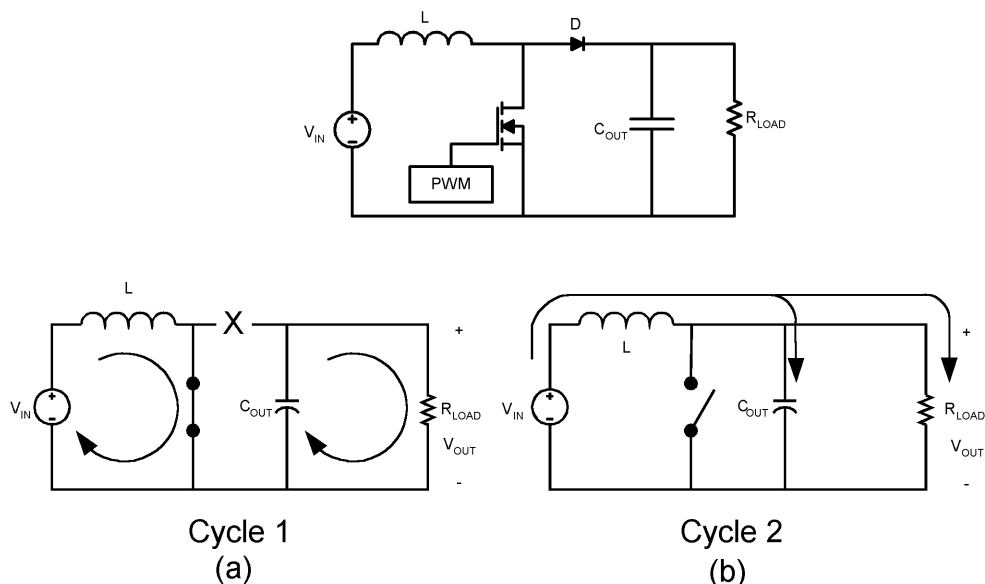 L
D
V_IN
+
-
PWM
C_OUT
R_LOAD
L
X
+
V_IN
+
-
C_OUT
R_LOAD
V_OUT
-
Cycle 1
(a)
L
+
V_IN
+
-
C_OUT
R_LOAD
V_OUT
-
Cycle 2
(b)